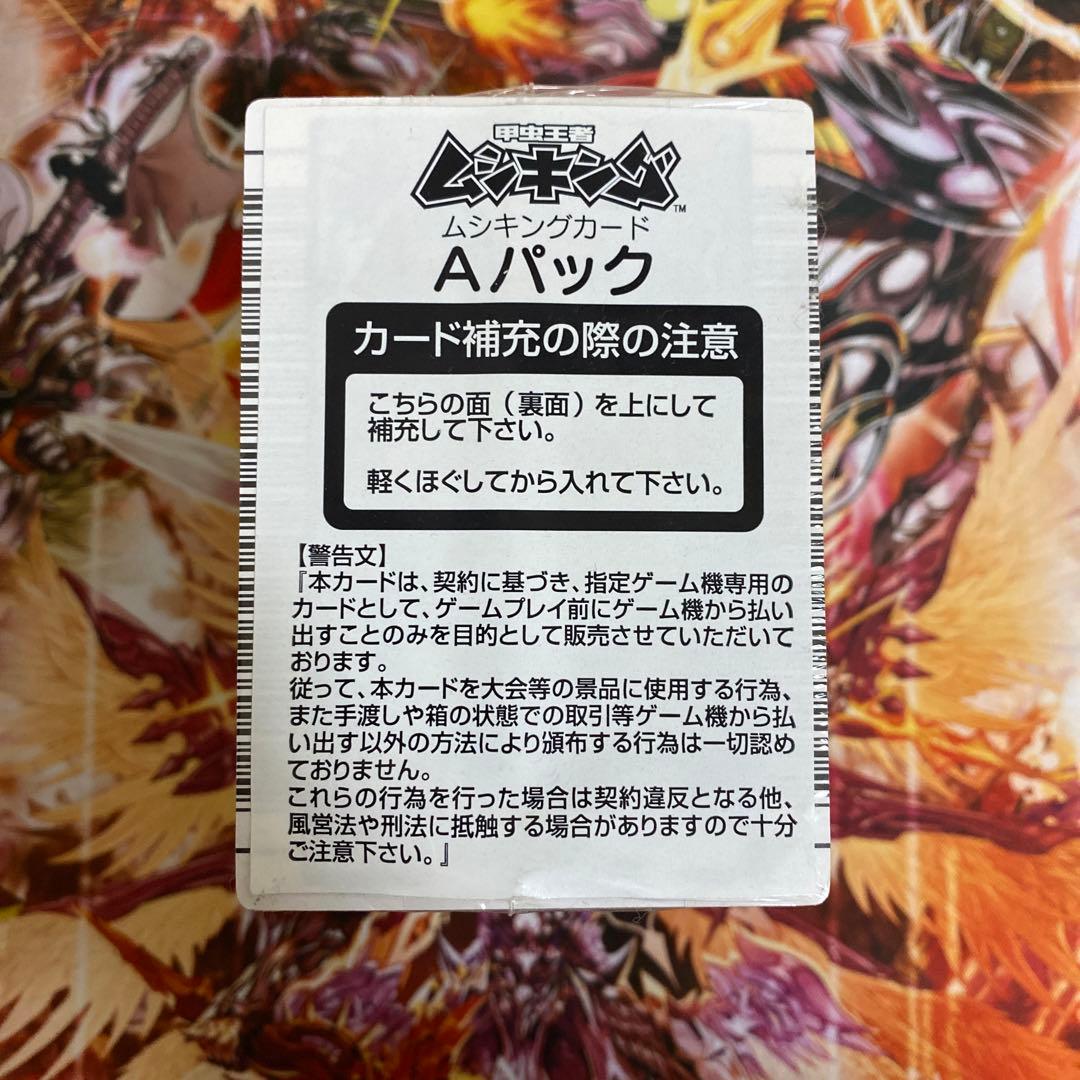 甲虫王者
ムシキング™
ムシキングカード
Aパック
カード補充の際の注意
こちらの面（裏面）を上にして
補充して下さい。
軽くほぐしてから入れて下さい。
【警告文】
『本カードは、契約に基づき、指定ゲーム機専用の
カードとして、ゲームプレイ前にゲーム機から払い
出すことのみを目的として販売させていただいて
おります。
従って、本カードを大会等の景品に使用する行為、
また手渡しや箱の状態での取引等ゲーム機から払
い出す以外の方法により頒布する行為は一切認め
ておりません。
これらの行為を行った場合は契約違反となる他、
風営法や刑法に抵触する場合がありますので十分
ご注意下さい。』